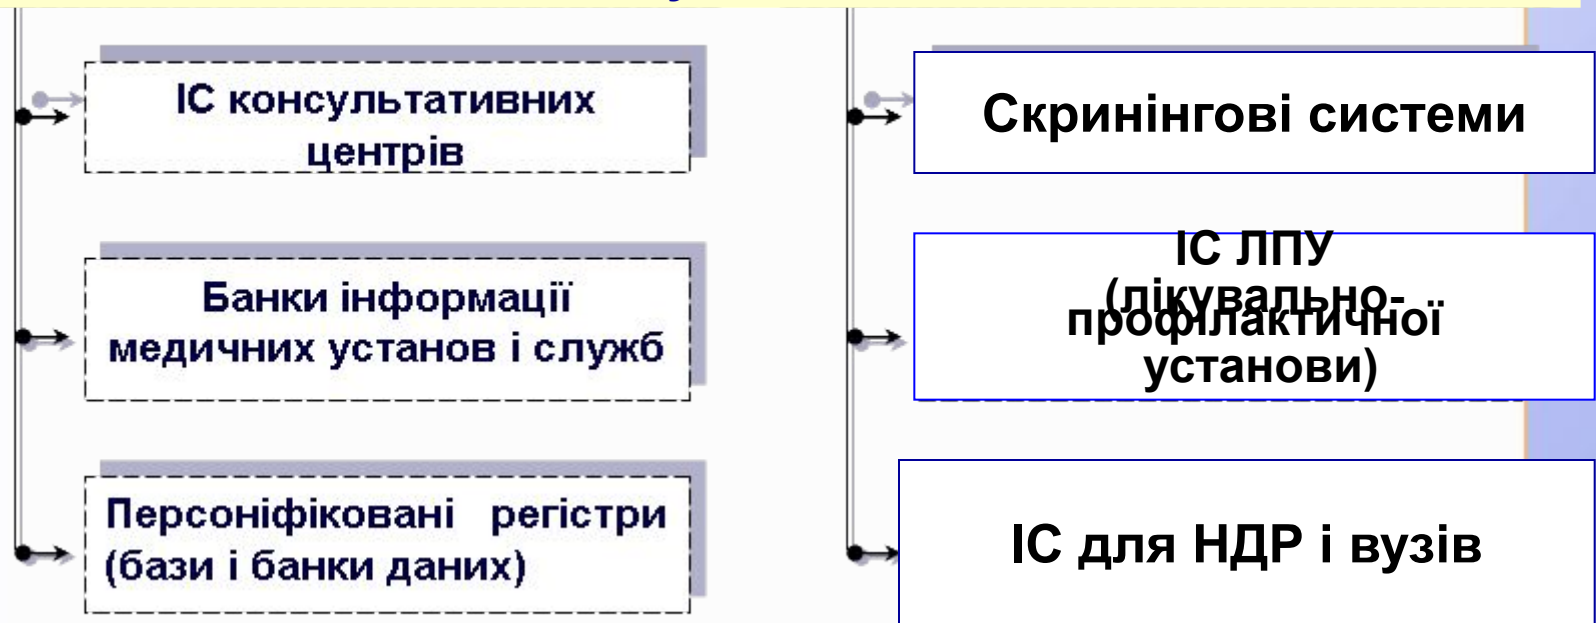 ІС консультативних
центрів
Банки інформації
медичних установ і служб
Персоніфіковані регістри
(бази і банки даних)
Скринінгові системи
ІС ЛПУ
(лікувально-
профілактичної
установи)
ІС для НДР і вузів